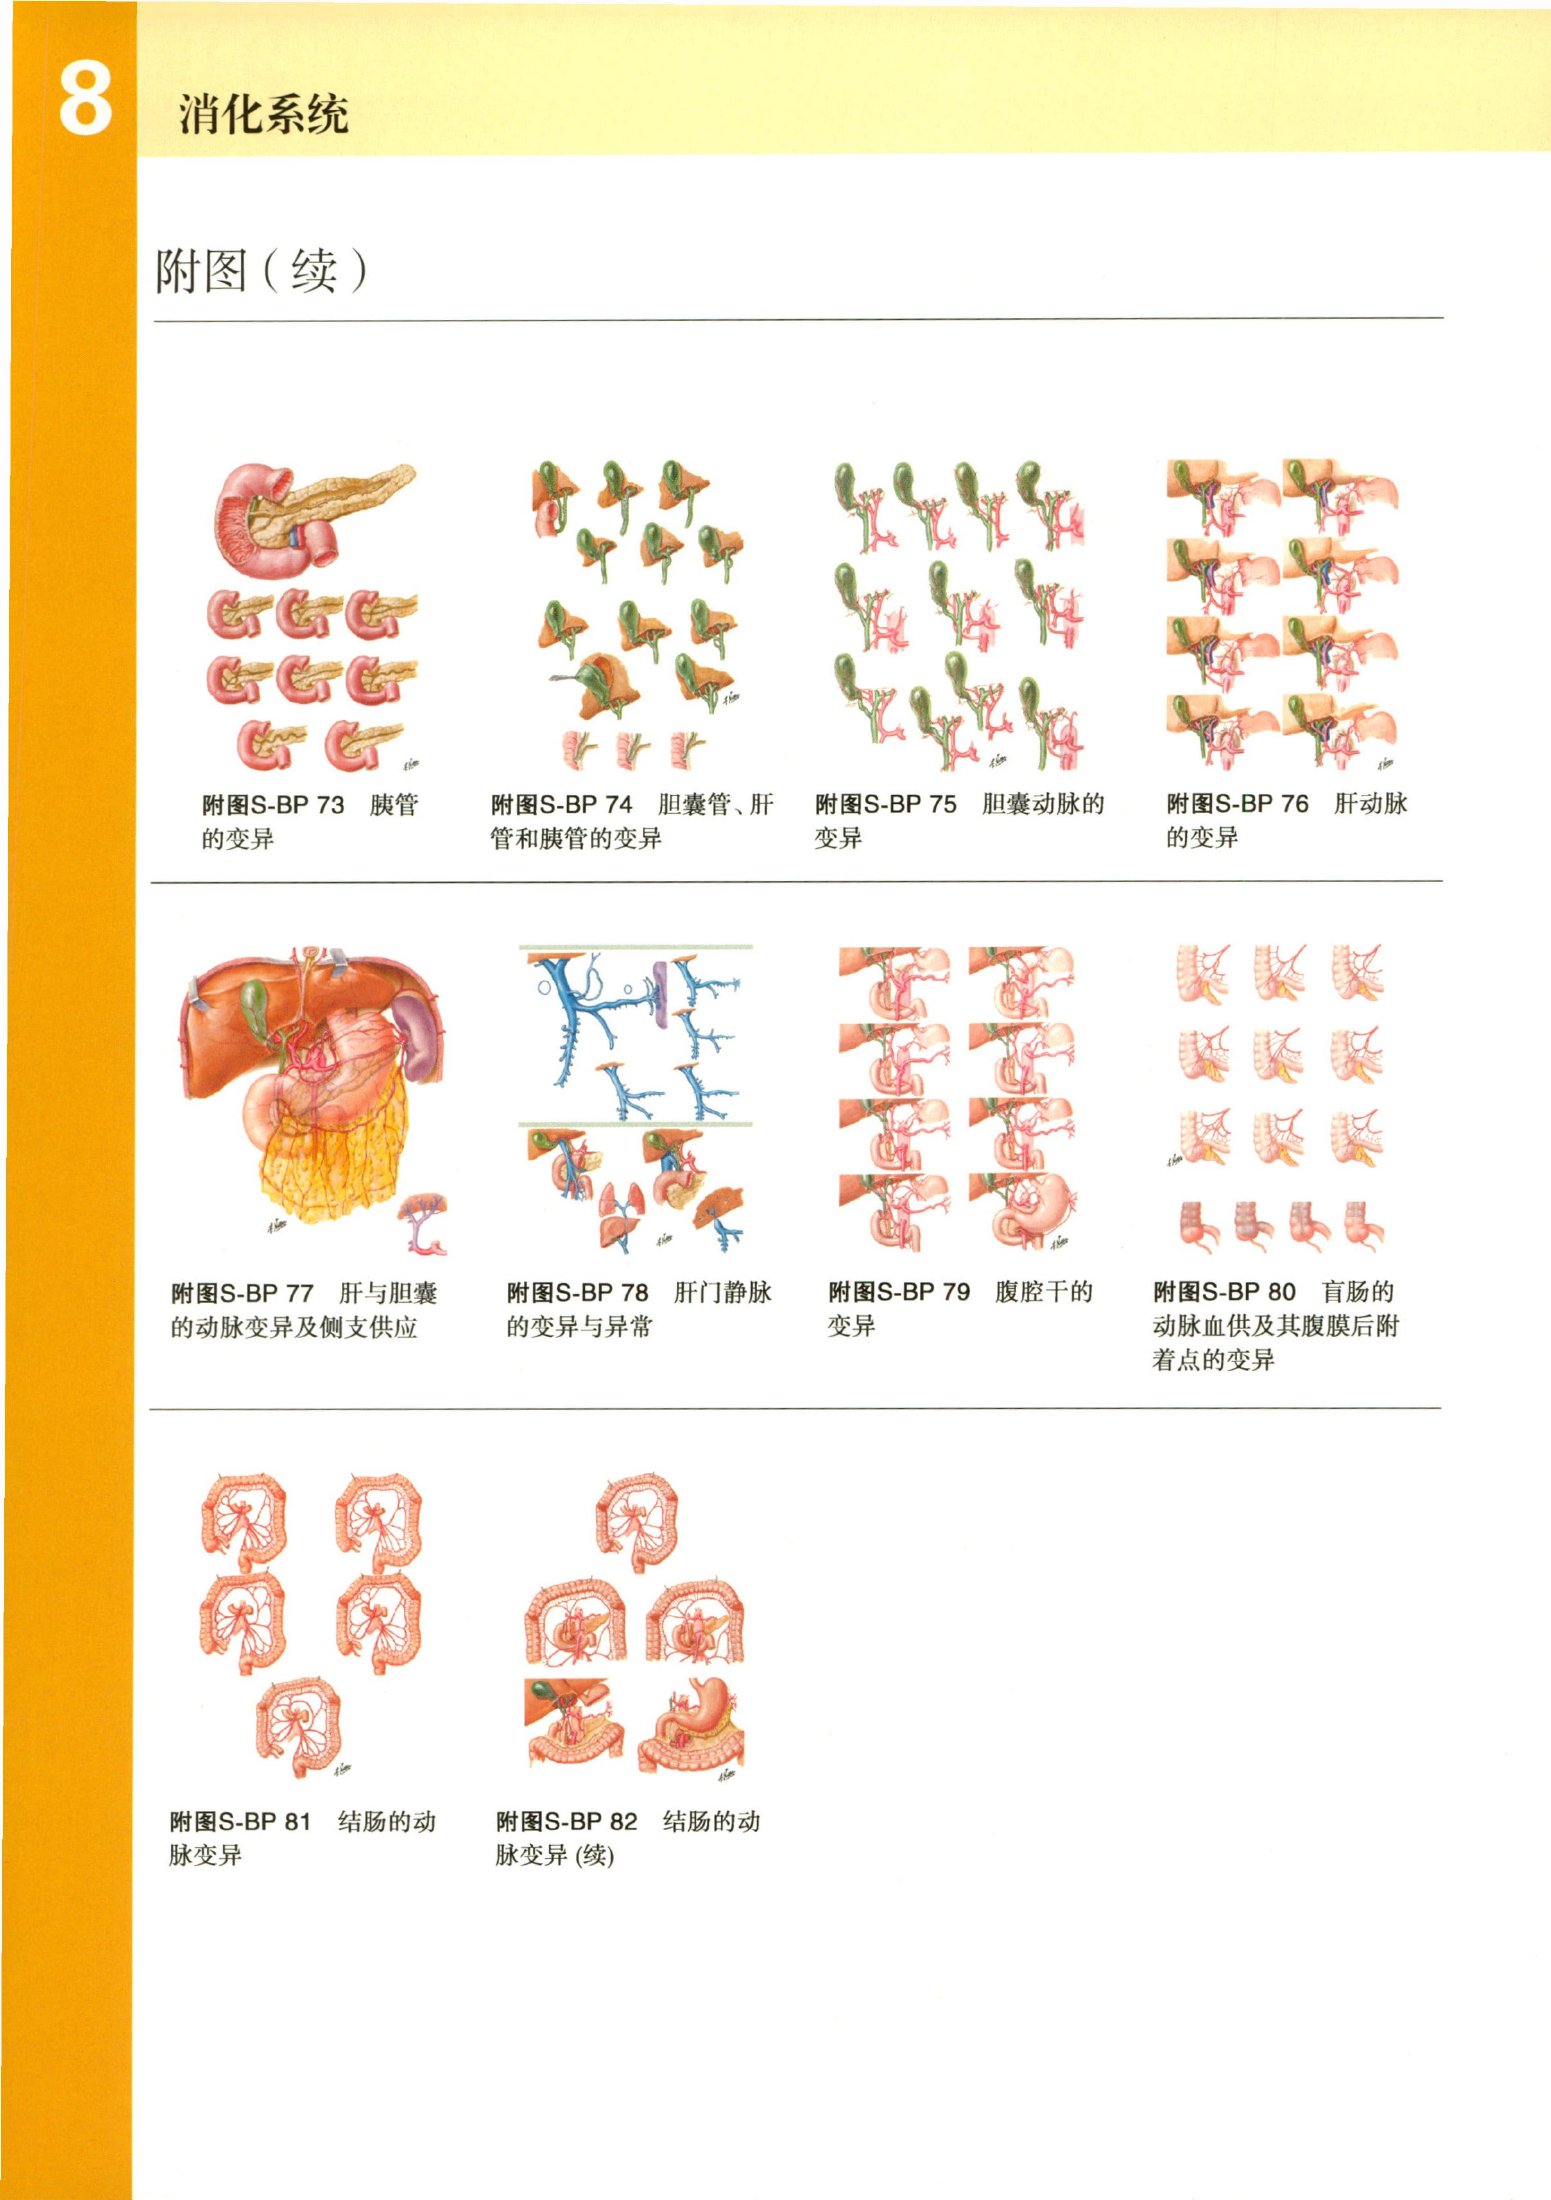 8
消化系统
附图（续）
附图S-BP 73 胰管
的变异
附图S-BP 74 胆囊管、肝
管和胰管的变异
附图S-BP 75 胆囊动脉的
变异
附图S-BP 76 肝动脉
的变异
附图S-BP 77 肝与胆囊
的动脉变异及侧支供应
附图S-BP 78 肝门静脉
的变异与异常
附图S-BP 79 腹腔干的
变异
附图S-BP 80 盲肠的
动脉血供及其腹膜后附
着点的变异
附图S-BP 81 结肠的动
脉变异
附图S-BP 82 结肠的动
脉变异 (续)